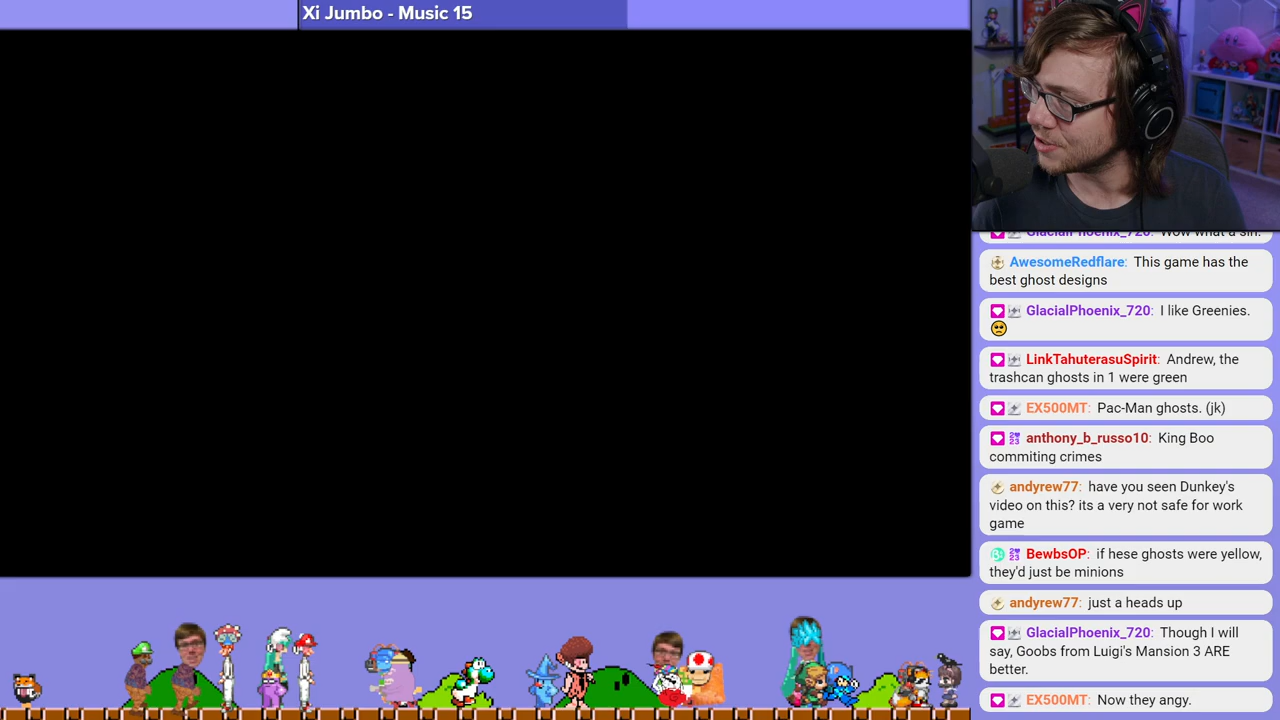 Xi Jumbo - Music 15
GlacialPhoenix_720: Wow what a sin.
AwesomeRedflare: This game has the
best ghost designs
GlacialPhoenix_720: I like Greenies.
LinkTahuterasuSpirit: Andrew, the
trashcan ghosts in 1 were green
EX500MT: Pac-Man ghosts. (jk)
anthony_b_russo10: King Boo
commiting crimes
andyrew77: have you seen Dunkey's
video on this? its a very not safe for work
game
BewbsOP: if hese ghosts were yellow,
they'd just be minions
andyrew77: just a heads up
GlacialPhoenix_720: Though I will
say, Goobs from Luigi's Mansion 3 ARE
better.
EX500MT: Now they angy.